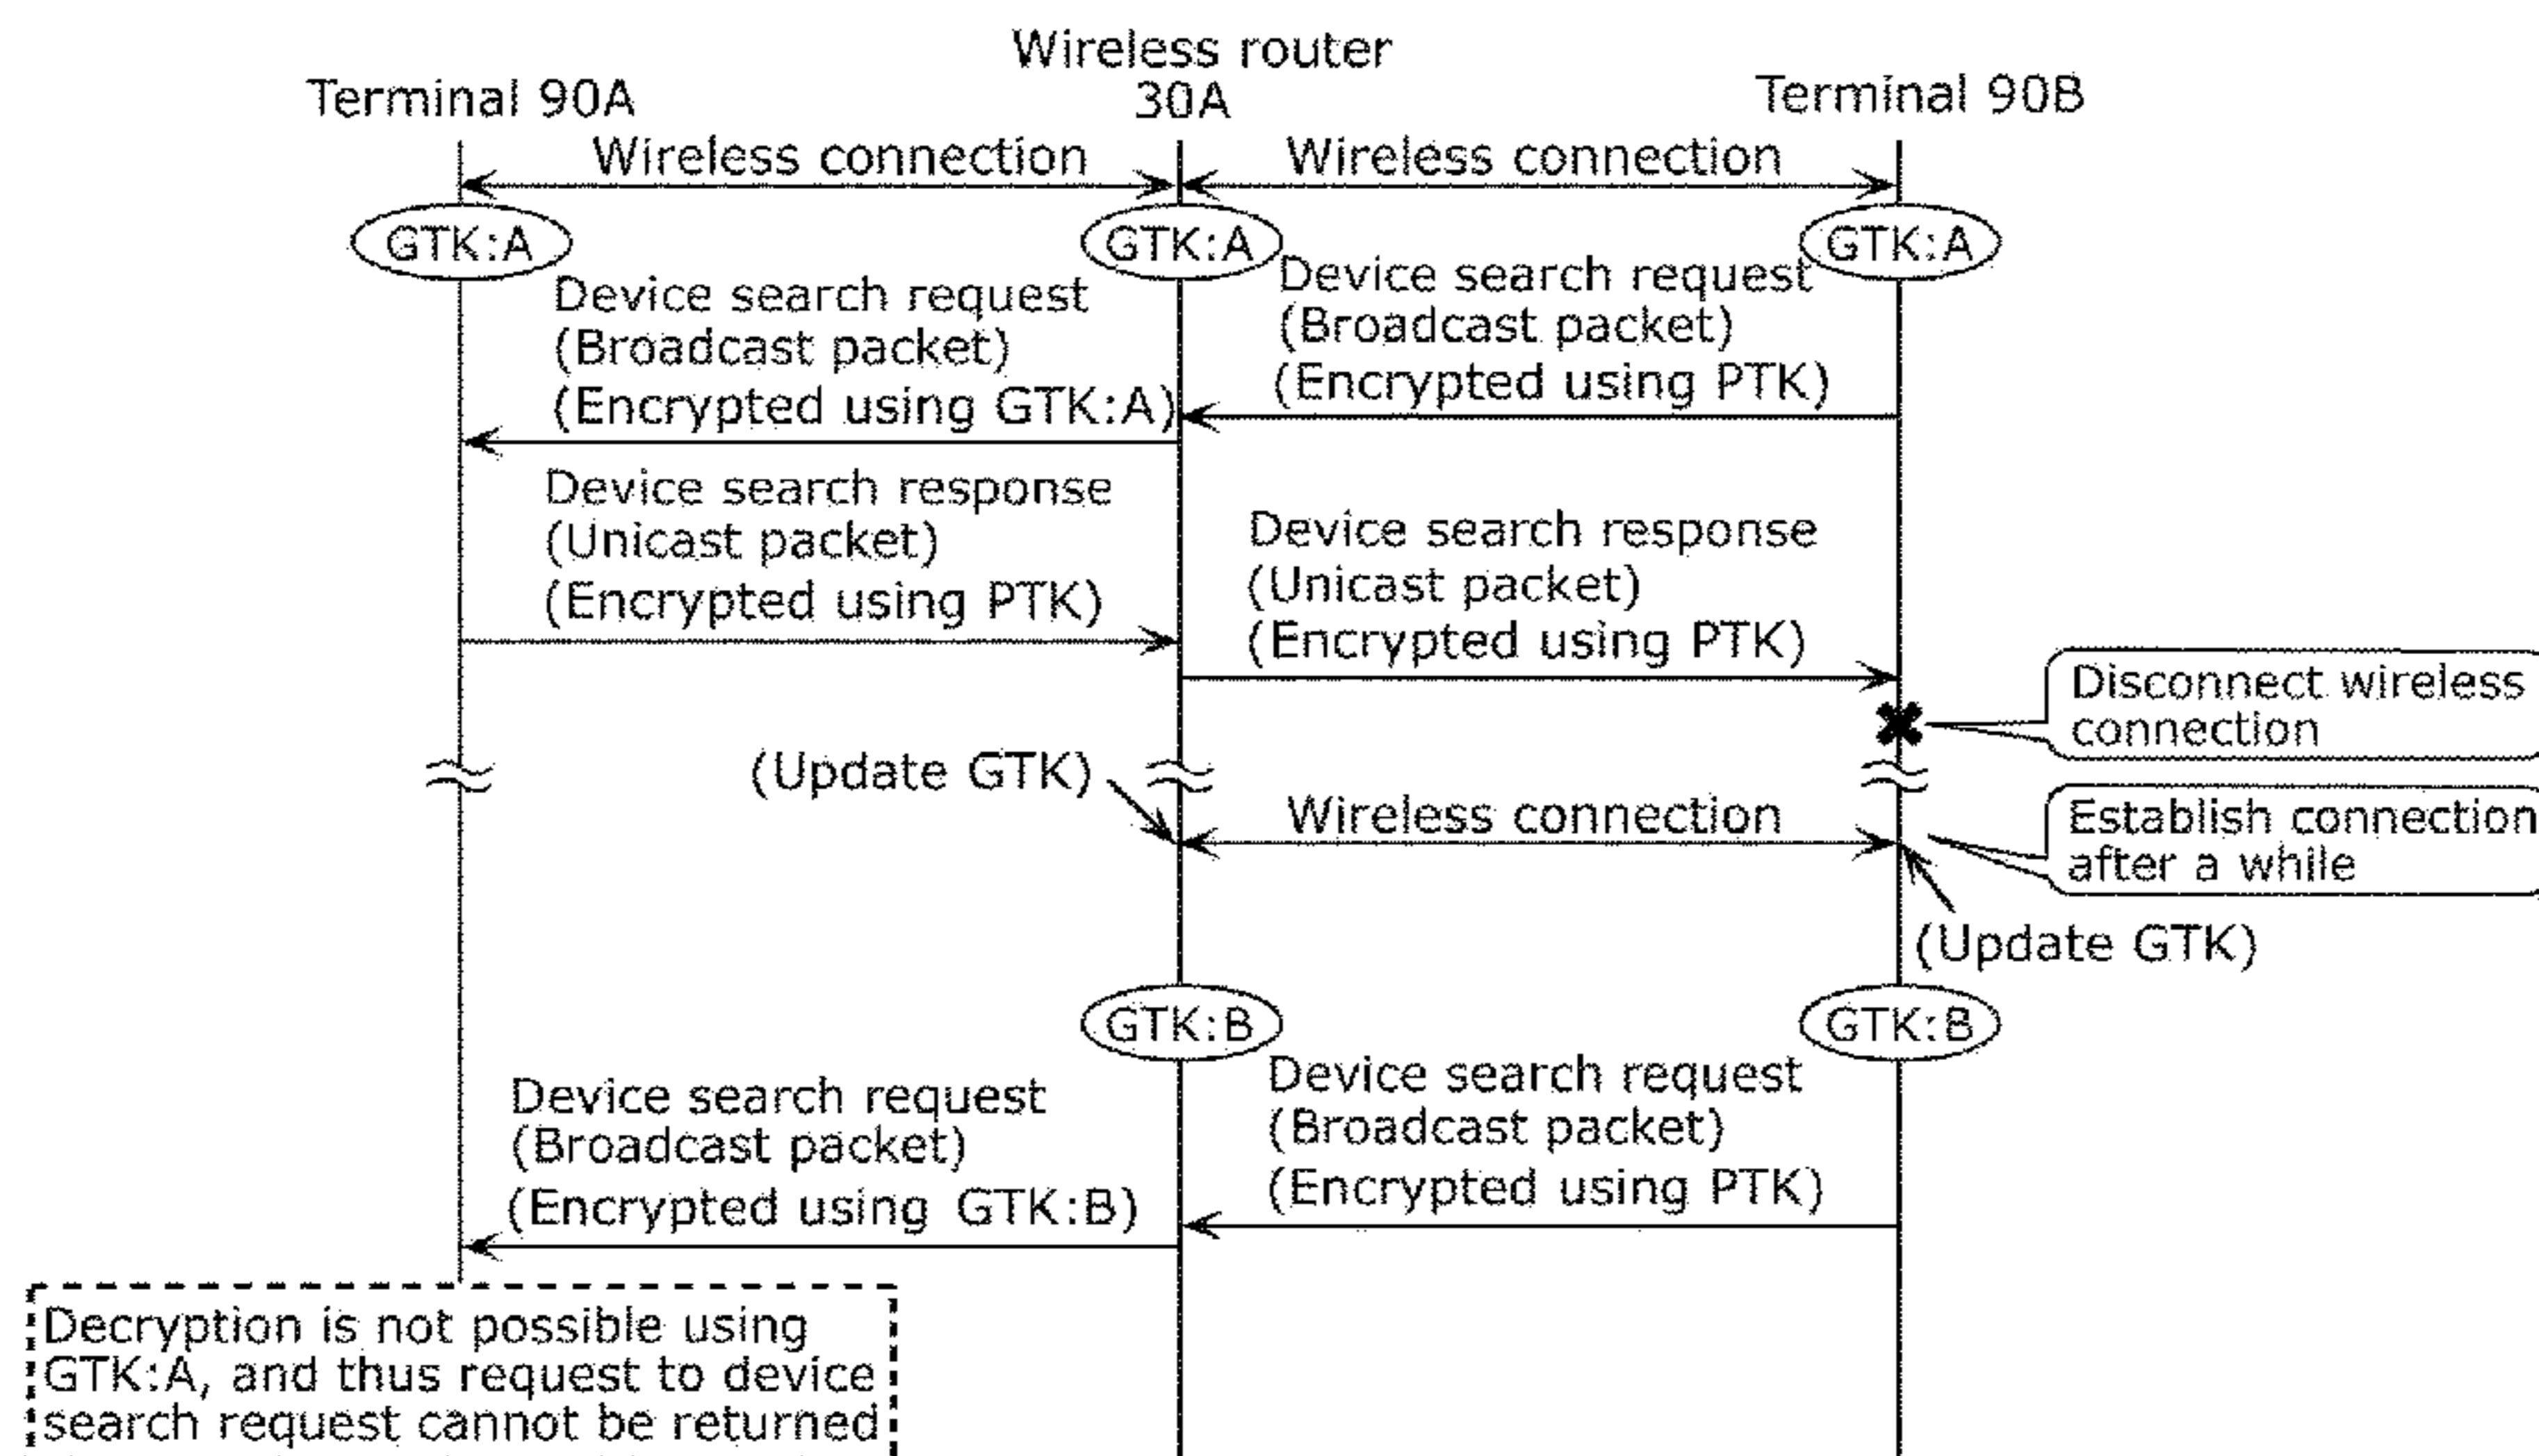 Wireless router
Terminal 90A
30A
Terminal 90B
Wireless connection
Wireless connection
GTK:A
GTK:A
GTK:A
Device search request
(Broadcast packet)
(Encrypted using PTK)
Device search request
(Broadcast packet)
(Encrypted using GTK:A)
Device search response
(Unicast packet)
(Encrypted using PTK)
Device search response
(Unicast packet)
(Encrypted using PTK)
Disconnect wireless
connection
(Update GTK)
Wireless connection
Establish connection
after a while
(Update GTK)
GTK:B
GTK:B
Device search request
(Broadcast packet)
(Encrypted using PTK)
Device search request
(Broadcast packet)
(Encrypted using GTK:B)
Decryption is not possible using
GTK:A, and thus request to device
search request cannot be returned